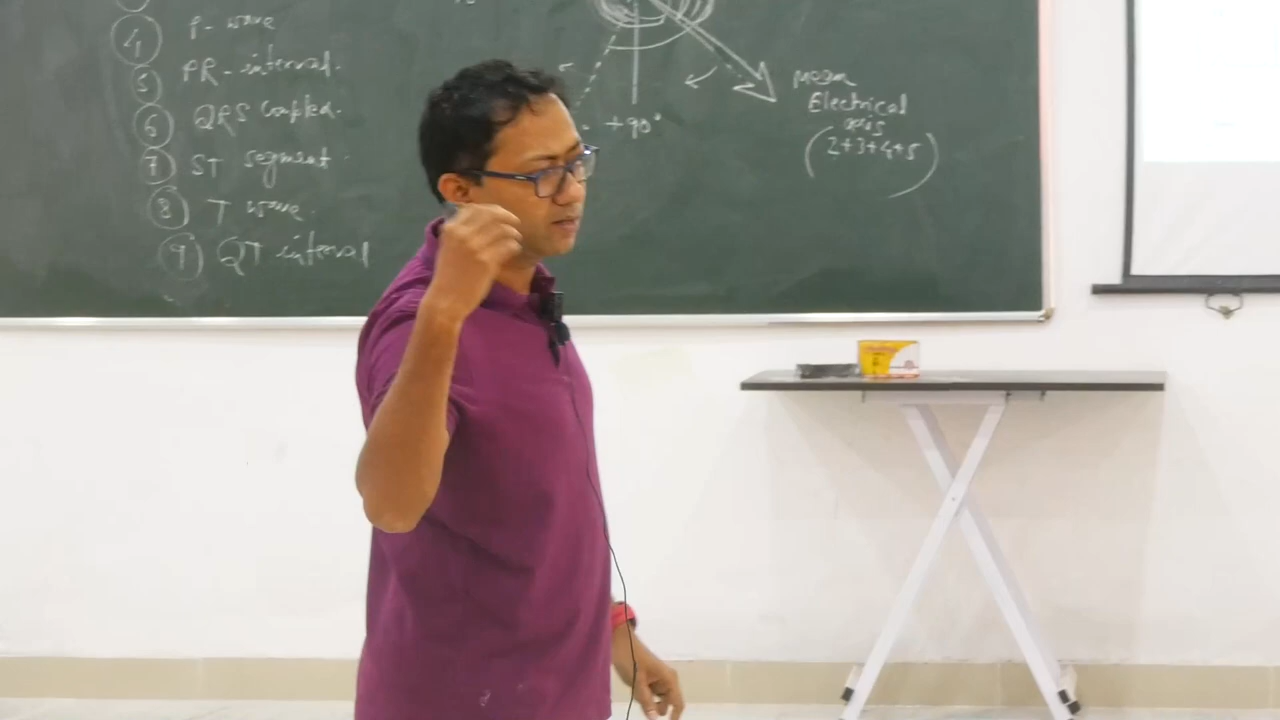 4 P- wave
5 PR-interval.
6 QRS Complex.
7 ST segment.
8 T wave.
9 QT interval
+90°
Mean
Electrical
axis
(2+3+4+5)